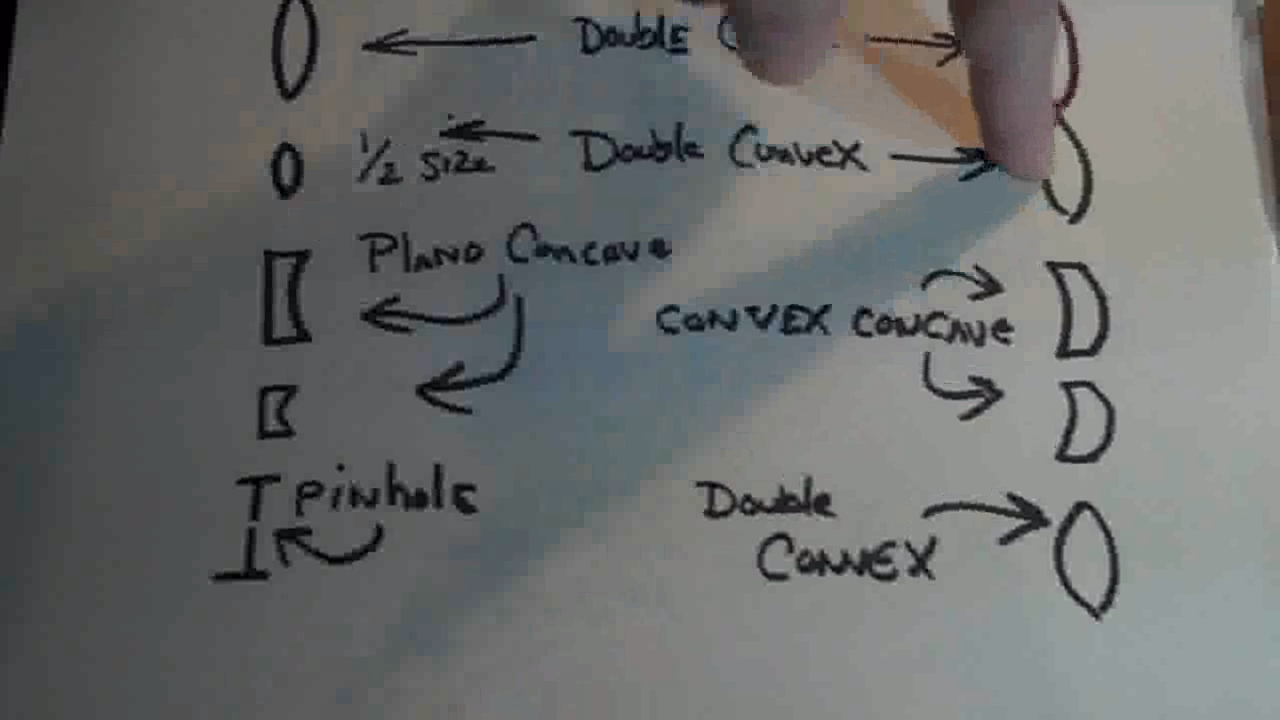 Double
1/2 Size Double Convex
Plano Concave
CONVEX CONCAVE
Pinhole
Double
CONVEX